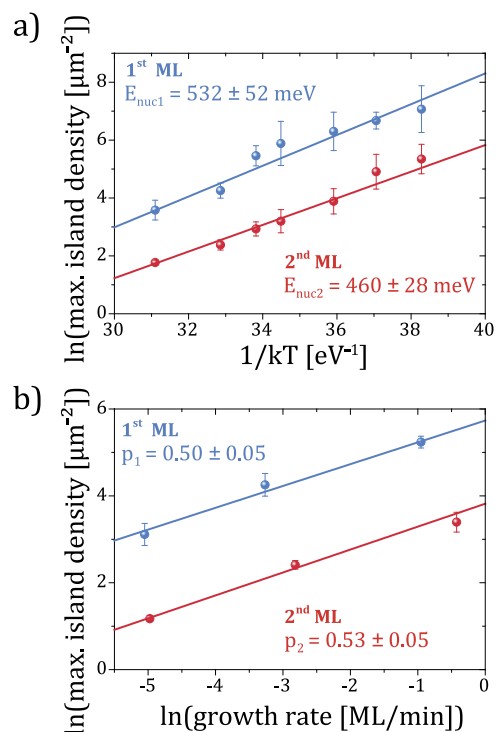 a)
ln(max. island density [μm⁻²])
8
6
4
2
0
1ˢᵗ ML
E_nuc1 = 532 ± 52 meV
2ⁿᵈ ML
E_nuc2 = 460 ± 28 meV
30 32 34 36 38 40
1/kT [eV⁻¹]
b)
ln(max. island density [μm⁻²])
6
4
2
0
1ˢᵗ ML
p₁ = 0.50 ± 0.05
2ⁿᵈ ML
p₂ = 0.53 ± 0.05
-5 -4 -3 -2 -1 0
ln(growth rate [ML/min])